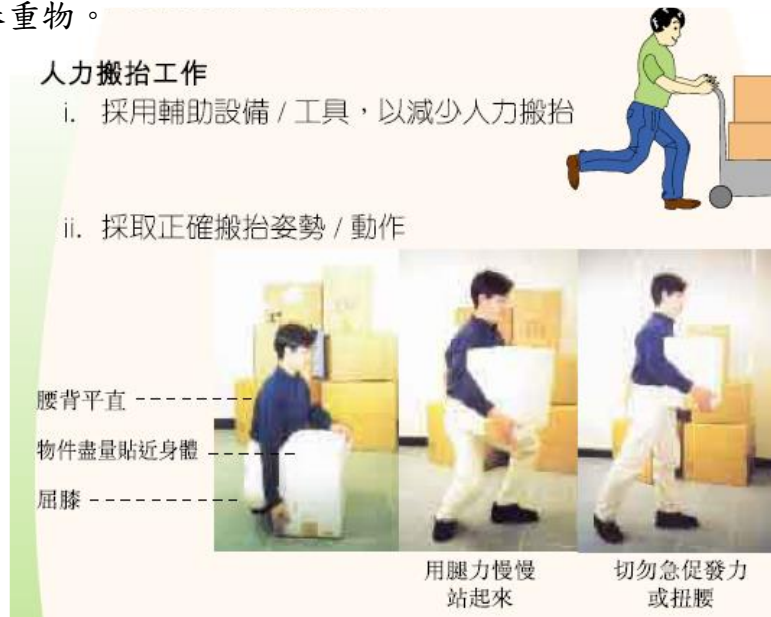 重物。
人力搬抬工作
i. 採用輔助設備 / 工具，以減少人力搬抬
ii. 採取正確搬抬姿勢 / 動作
腰背平直
物件盡量貼近身體
屈膝
用腿力慢慢
站起來
切勿急促發力
或扭腰